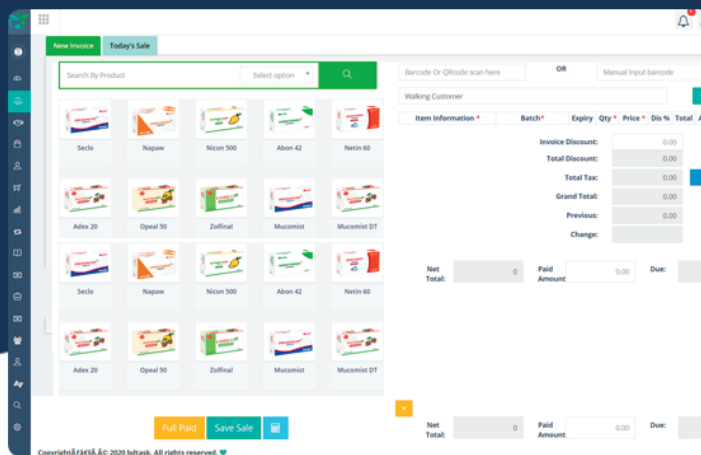 New Invoice Today's Sale
Search By Product Select option
Barcode Or QRcode scan here OR Manual Input barcode
Walking Customer
Item Information * Batch* Expiry Qty * Price * Dis % Total
Invoice Discount: 0.00
Total Discount: 0.00
Total Tax: 0.00
Grand Total: 0.00
Previous: 0.00
Change:
Seclo Napaw Nicon 500 Abon 42 Netin 60
Adex 20 Opeal 50 Zolfinal Mucomist Mucomist DT
Net Total: 0 Paid Amount 0.00 Due:
Seclo Napaw Nicon 500 Abon 42 Netin 60
Adex 20 Opeal 50 Zolfinal Mucomist Mucomist DT
Full Paid Save Sale
Net Total: 0 Paid Amount 0.00 Due:
2020 bdtask. All rights reserved.